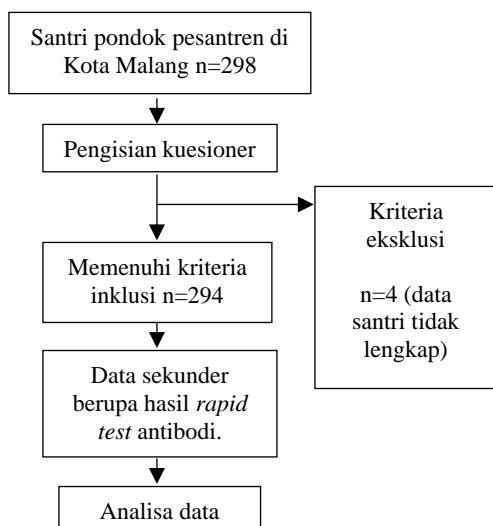 Santri pondok pesantren di
Kota Malang n=298
Pengisian kuesioner
Kriteria
eksklusi
n=4 (data
santri tidak
lengkap)
Memenuhi kriteria
inklusi n=294
Data sekunder
berupa hasil rapid
test antibodi.
Analisa data